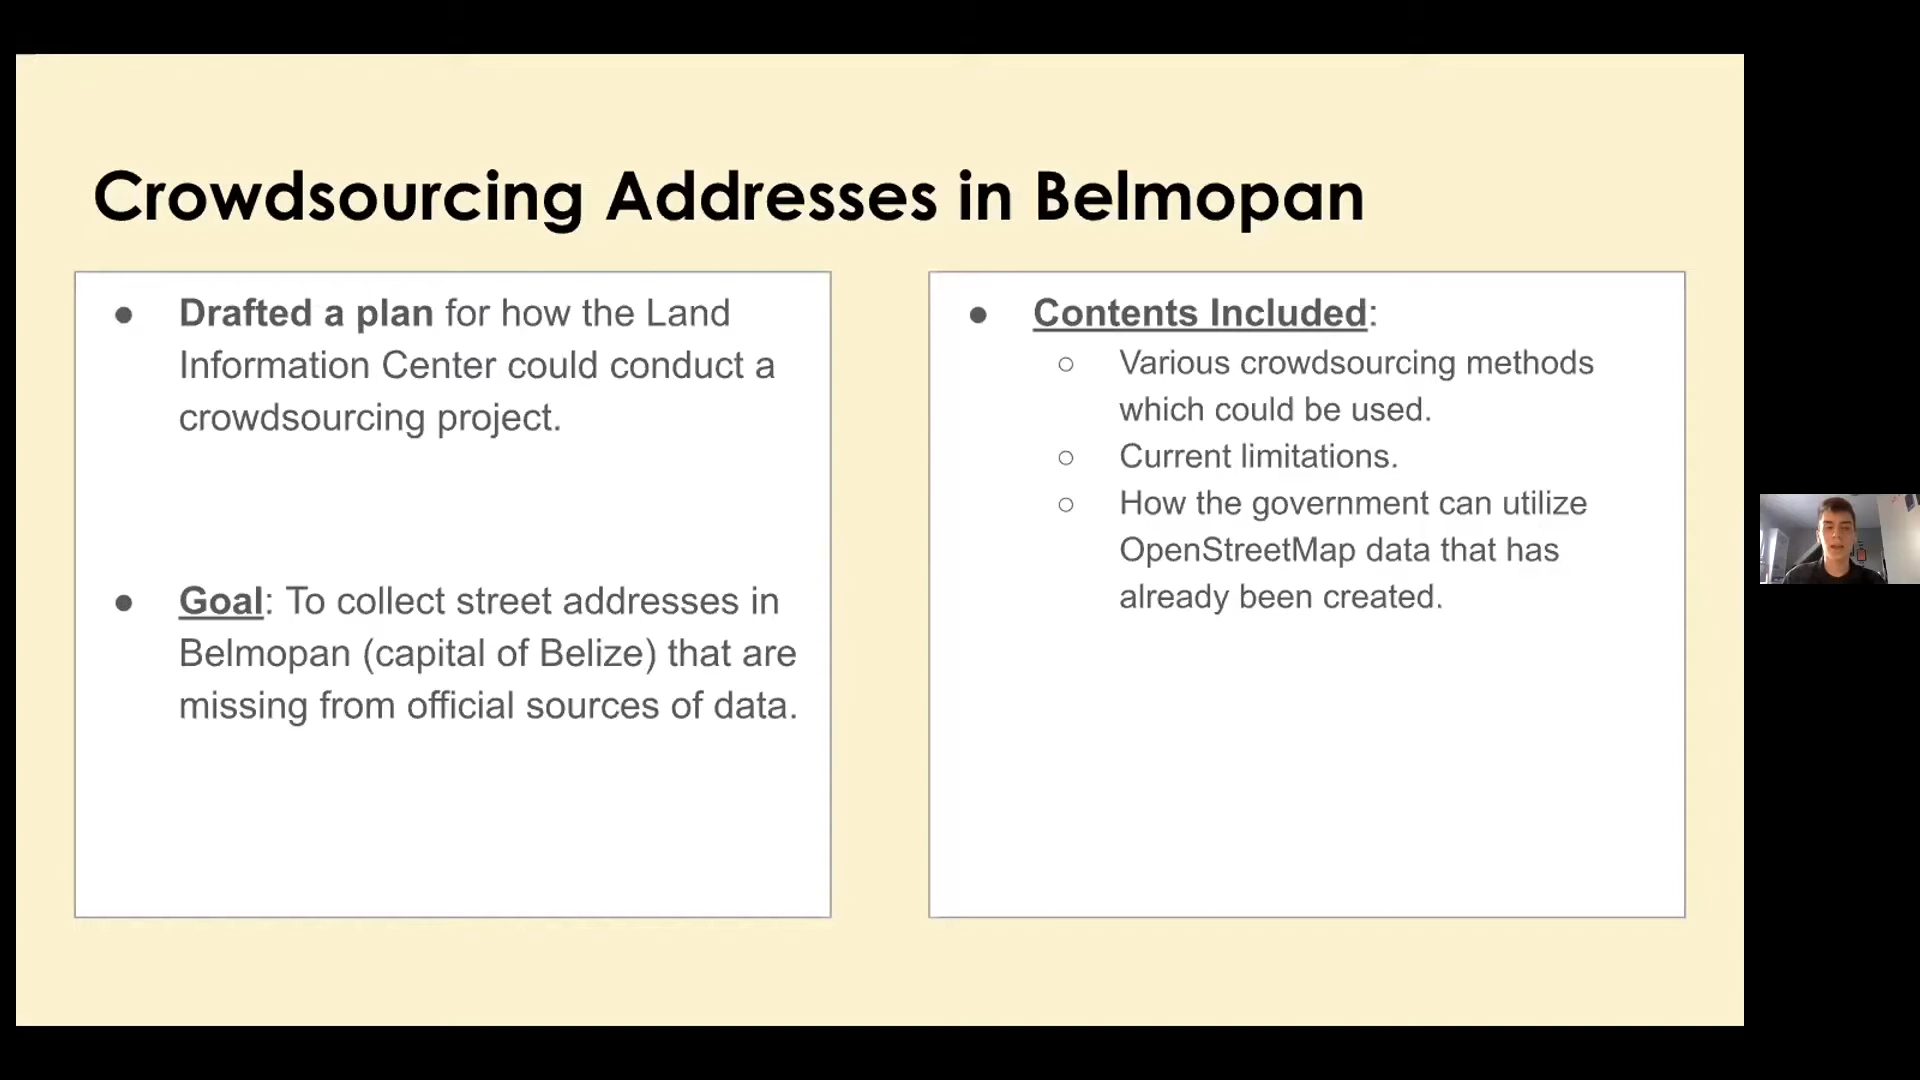 Crowdsourcing Addresses in Belmopan
● Drafted a plan for how the Land
Information Center could conduct a
crowdsourcing project.
● Goal: To collect street addresses in
Belmopan (capital of Belize) that are
missing from official sources of data.
● Contents Included:
○ Various crowdsourcing methods
which could be used.
○ Current limitations.
○ How the government can utilize
OpenStreetMap data that has
already been created.